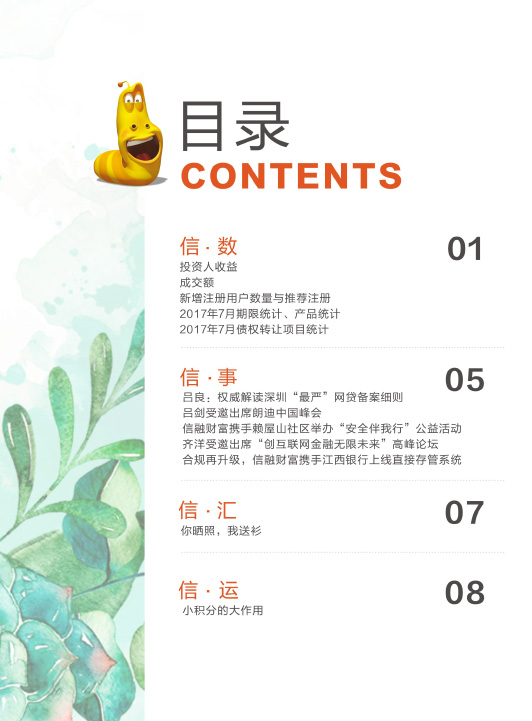 目录
CONTENTS
信 · 数 01
投资人收益
成交额
新增注册用户数量与推荐注册
2017年7月期限统计、产品统计
2017年7月债权转让项目统计
信 · 事 05
吕良：权威解读深圳“最严”网贷备案细则
吕剑受邀出席朗迪中国峰会
信融财富携手赖屋山社区举办“安全伴我行”公益活动
齐洋受邀出席“创互联网金融无限未来”高峰论坛
合规再升级，信融财富携手江西银行上线直接存管系统
信 · 汇 07
你晒照，我送衫
信 · 运 08
小积分的大作用